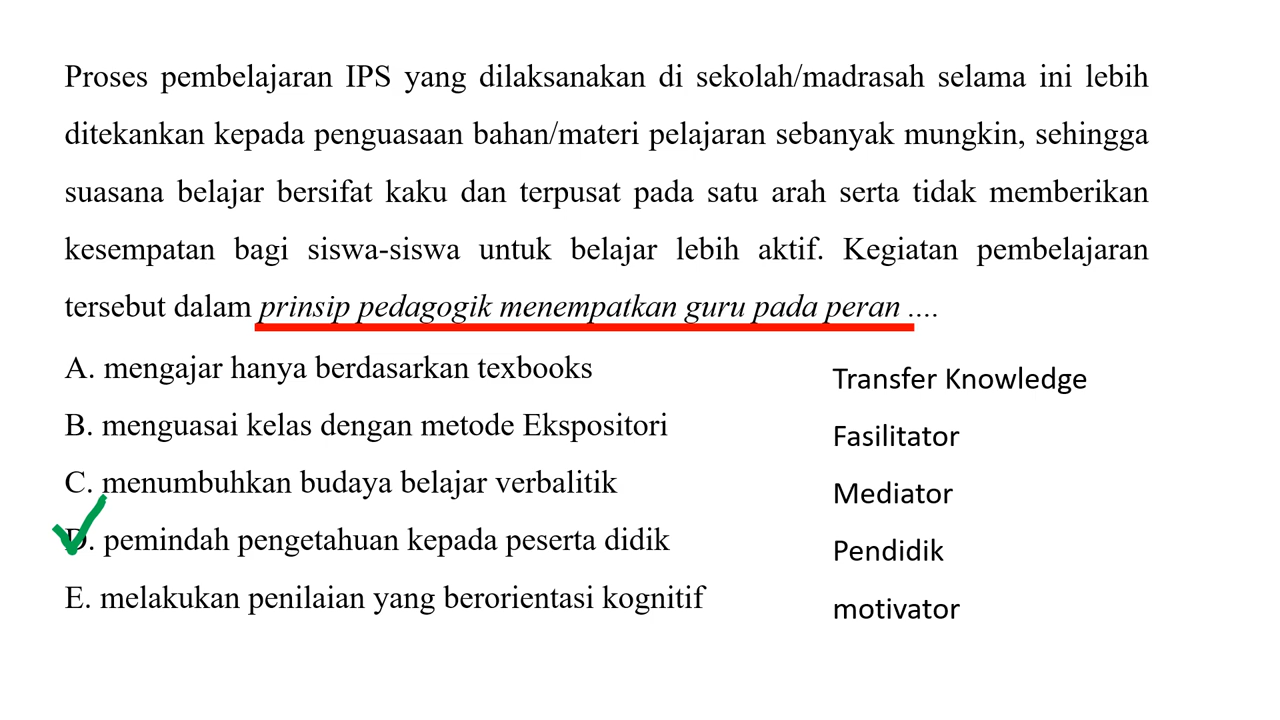 Proses pembelajaran IPS yang dilaksanakan di sekolah/madrasah selama ini lebih
ditekankan kepada penguasaan bahan/materi pelajaran sebanyak mungkin, sehingga
suasana belajar bersifat kaku dan terpusat pada satu arah serta tidak memberikan
kesempatan bagi siswa-siswa untuk belajar lebih aktif. Kegiatan pembelajaran
tersebut dalam prinsip pedagogik menempatkan guru pada peran ....
A. mengajar hanya berdasarkan texbooks
B. menguasai kelas dengan metode Ekspositori
C. menumbuhkan budaya belajar verbalitik
D. pemindah pengetahuan kepada peserta didik
E. melakukan penilaian yang berorientasi kognitif
Transfer Knowledge
Fasilitator
Mediator
Pendidik
motivator